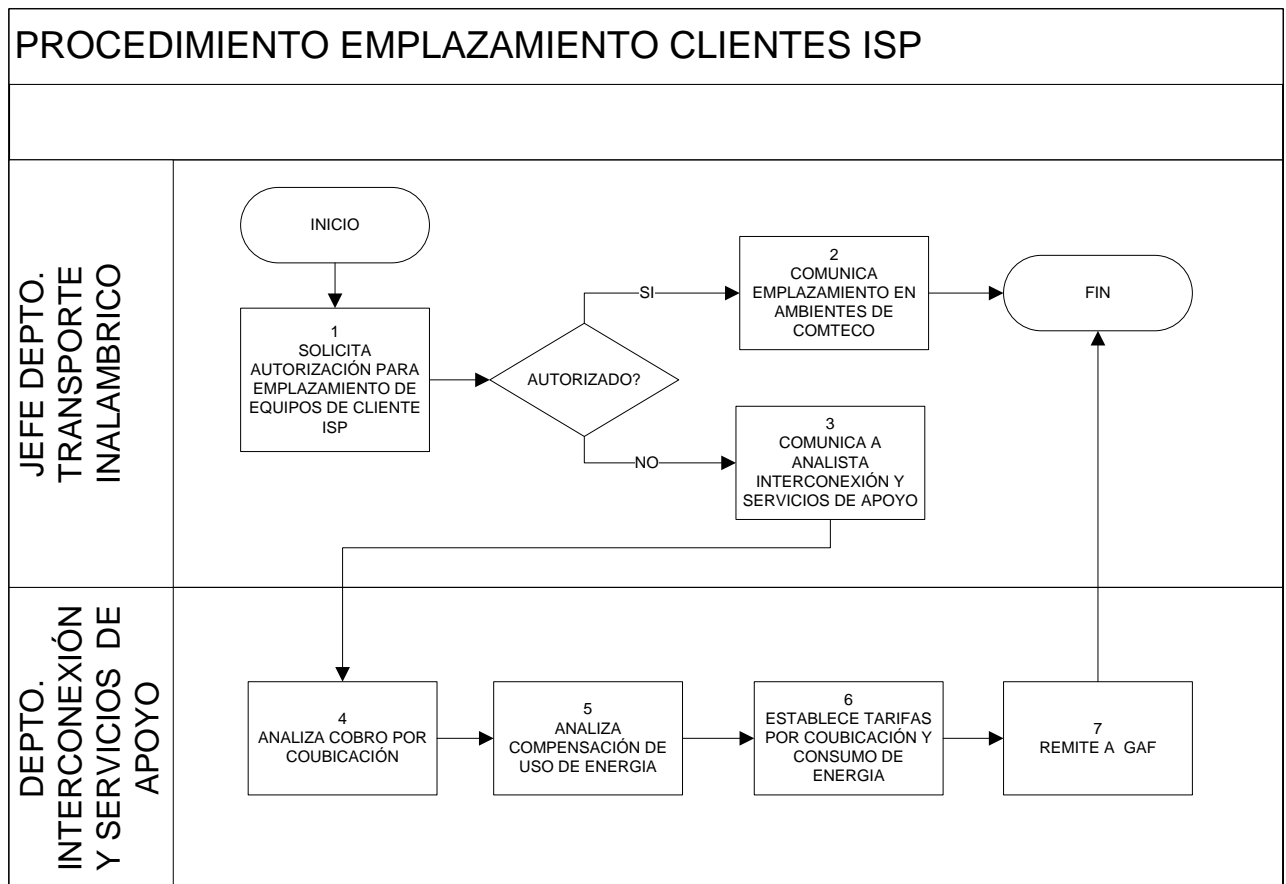 PROCEDIMIENTO EMPLAZAMIENTO CLIENTES ISP
JEFE DEPTO.
TRANSPORTE
INALAMBRICO
INICIO
1
SOLICITA
AUTORIZACIÓN PARA
EMPLAZAMIENTO DE
EQUIPOS DE CLIENTE
ISP
AUTORIZADO?
SI
2
COMUNICA
EMPLAZAMIENTO EN
AMBIENTES DE
COMTECO
FIN
NO
3
COMUNICA A
ANALISTA
INTERCONEXIÓN Y
SERVICIOS DE APOYO
DEPTO.
INTERCONEXIÓN
Y SERVICIOS DE
APOYO
4
ANALIZA COBRO POR
COUBICACIÓN
5
ANALIZA
COMPENSACIÓN DE
USO DE ENERGIA
6
ESTABLECE TARIFAS
POR COUBICACIÓN Y
CONSUMO DE
ENERGIA
7
REMITE A GAF